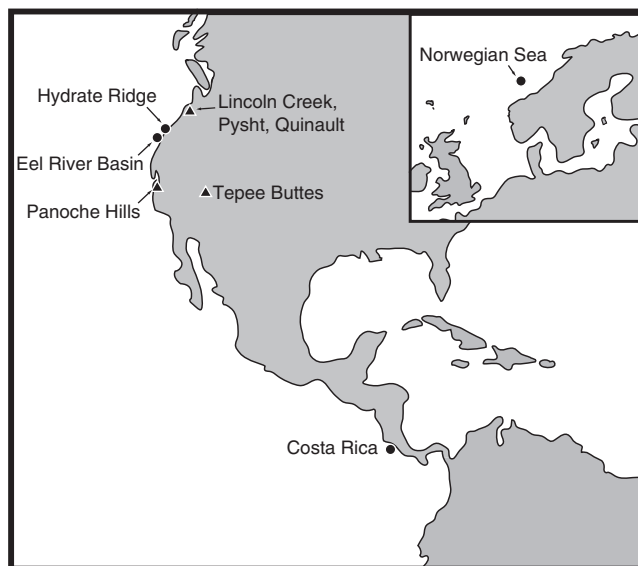 Norwegian Sea
Hydrate Ridge
Lincoln Creek,
Pysht, Quinault
Eel River Basin
Panoche Hills
Tepee Buttes
Costa Rica